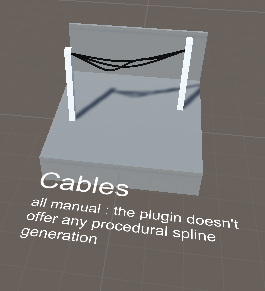 Cables
all manual : the plugin doesn't
offer any procedural spline
generation